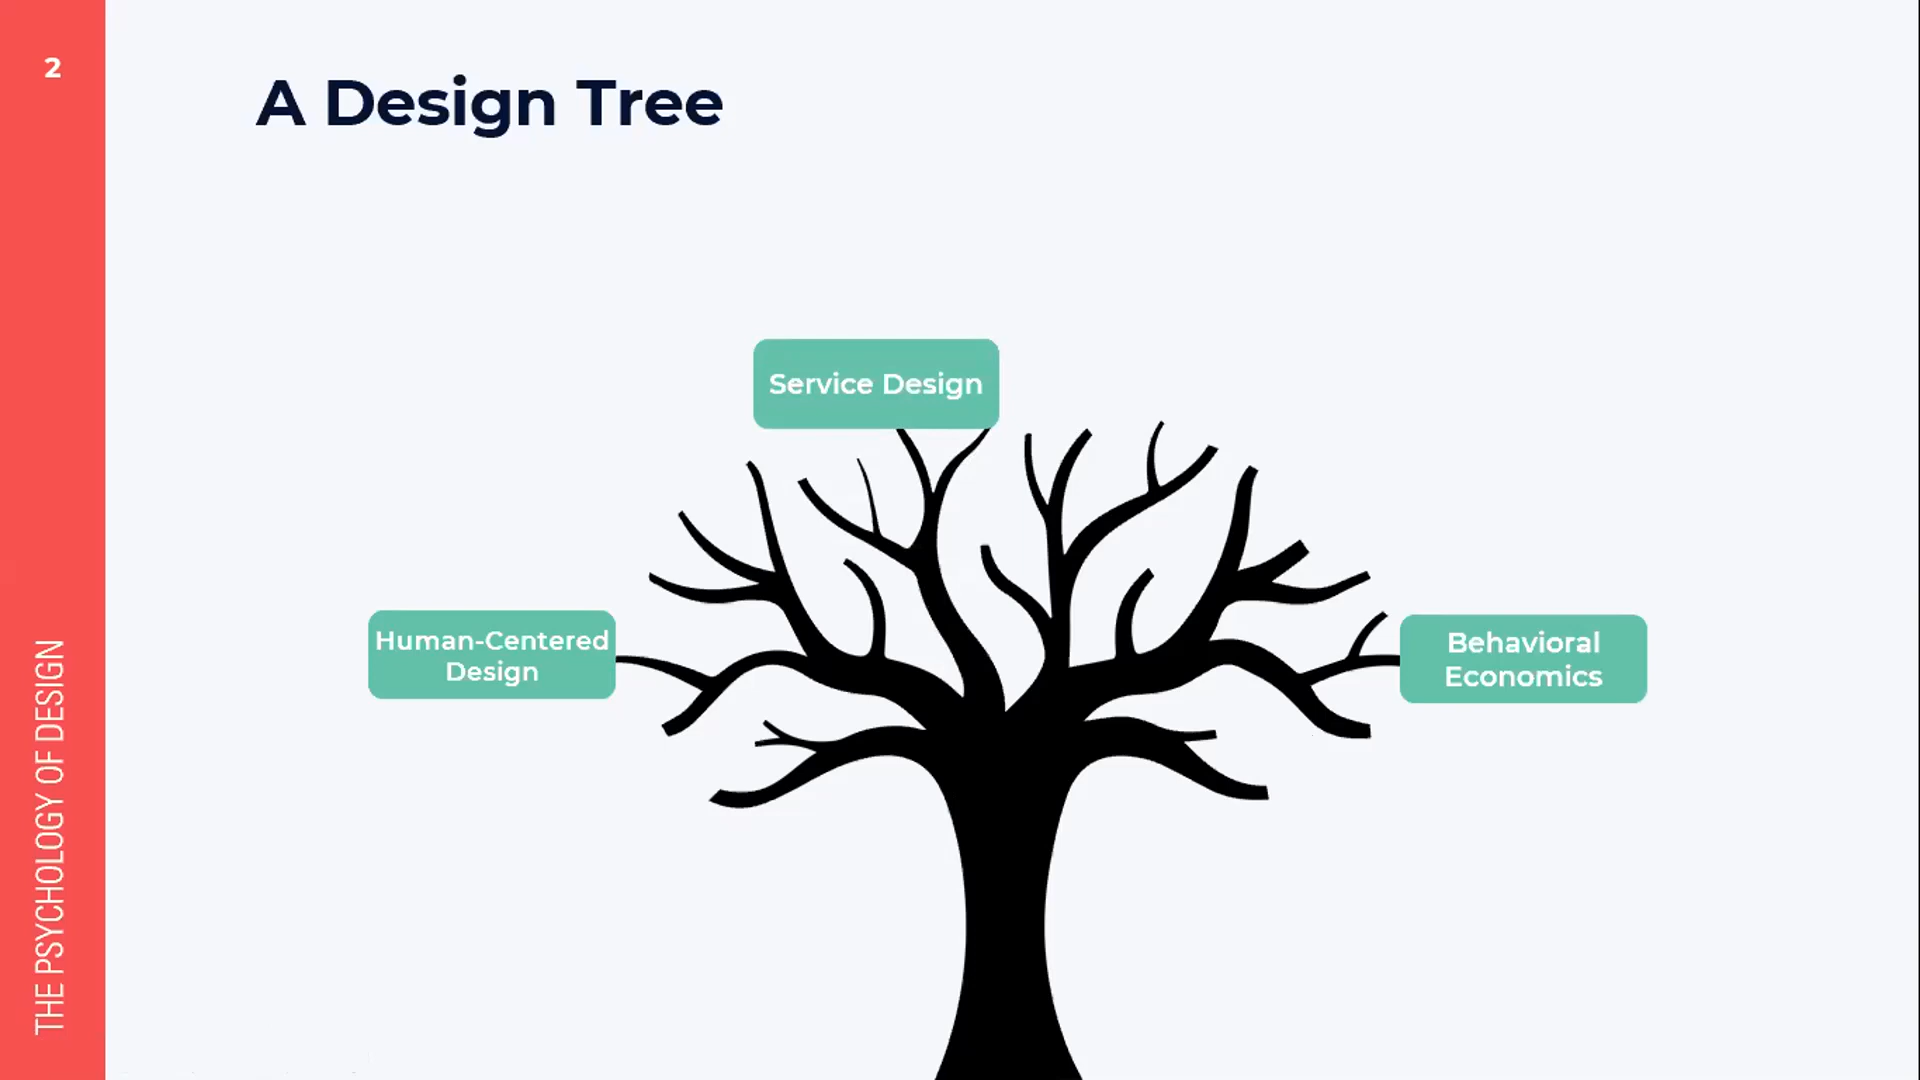 2
A Design Tree
Service Design
Human-Centered
Design
Behavioral
Economics
THE PSYCHOLOGY OF DESIGN